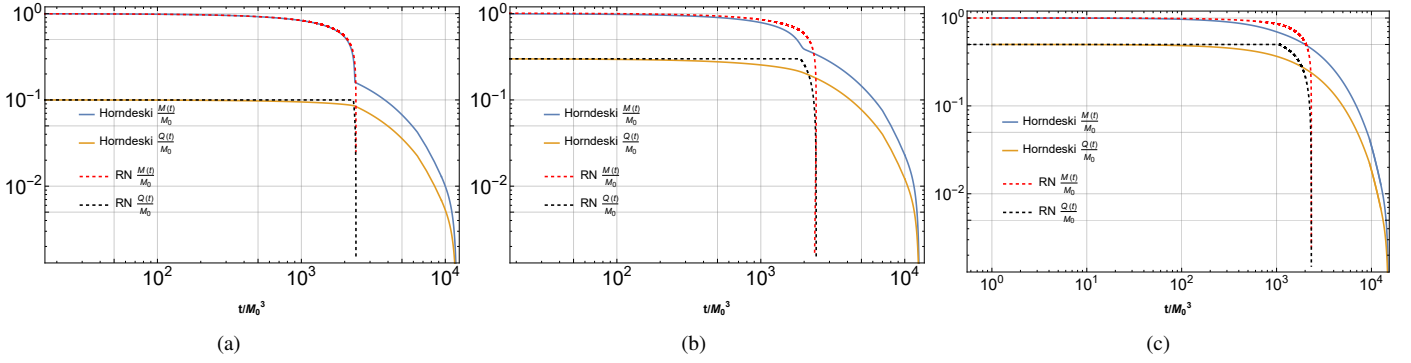 10^0
10^-1
10^-2
Horndeski M(t)/M_0
Horndeski Q(t)/M_0
RN M(t)/M_0
RN Q(t)/M_0
10^2
10^3
10^4
t/M_0^3
(a)
10^0
10^-1
10^-2
Horndeski M(t)/M_0
Horndeski Q(t)/M_0
RN M(t)/M_0
RN Q(t)/M_0
10^2
10^3
10^4
t/M_0^3
(b)
10^0
10^-1
10^-2
Horndeski M(t)/M_0
Horndeski Q(t)/M_0
RN M(t)/M_0
RN Q(t)/M_0
10^0
10^1
10^2
10^3
10^4
t/M_0^3
(c)